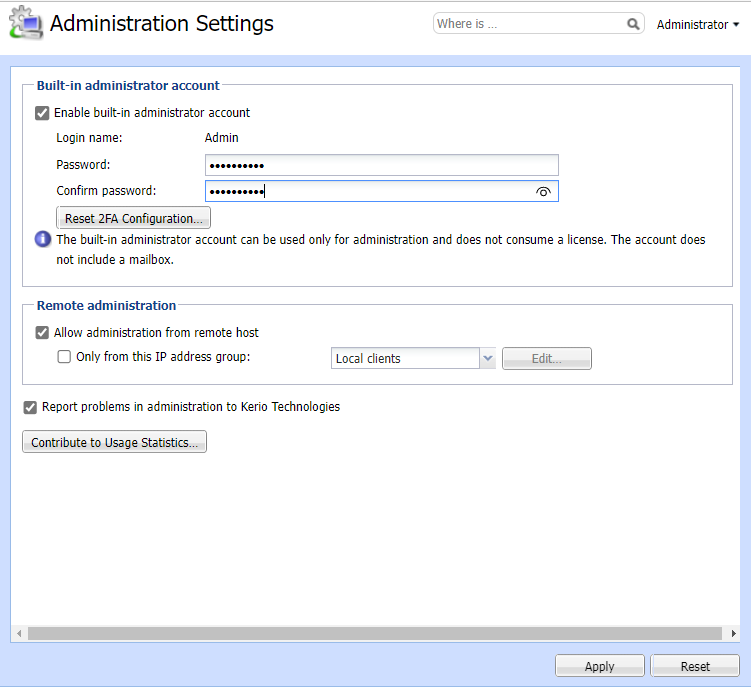 Administration Settings
Where is ...
Administrator
Built-in administrator account
Enable built-in administrator account
Login name: Admin
Password: ••••••••••
Confirm password: ••••••••••
Reset 2FA Configuration...
The built-in administrator account can be used only for administration and does not consume a license. The account does
not include a mailbox.
Remote administration
Allow administration from remote host
Only from this IP address group: Local clients Edit...
Report problems in administration to Kerio Technologies
Contribute to Usage Statistics...
Apply Reset